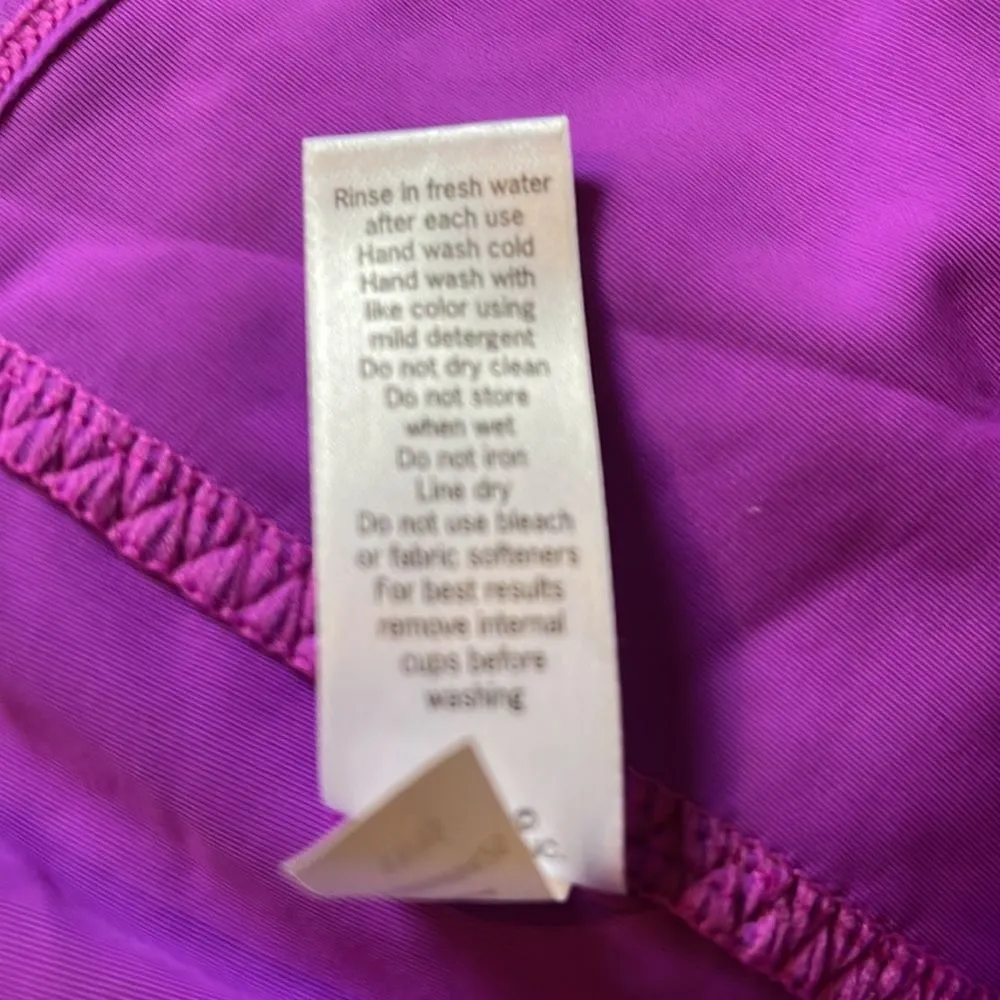 Rinse in fresh water
after each use
Hand wash cold
Hand wash with
like color using
mild detergent
Do not dry clean
Do not store
when wet
Do not iron
Line dry
Do not use bleach
or fabric softeners
For best results
remove internal
cups before
washing